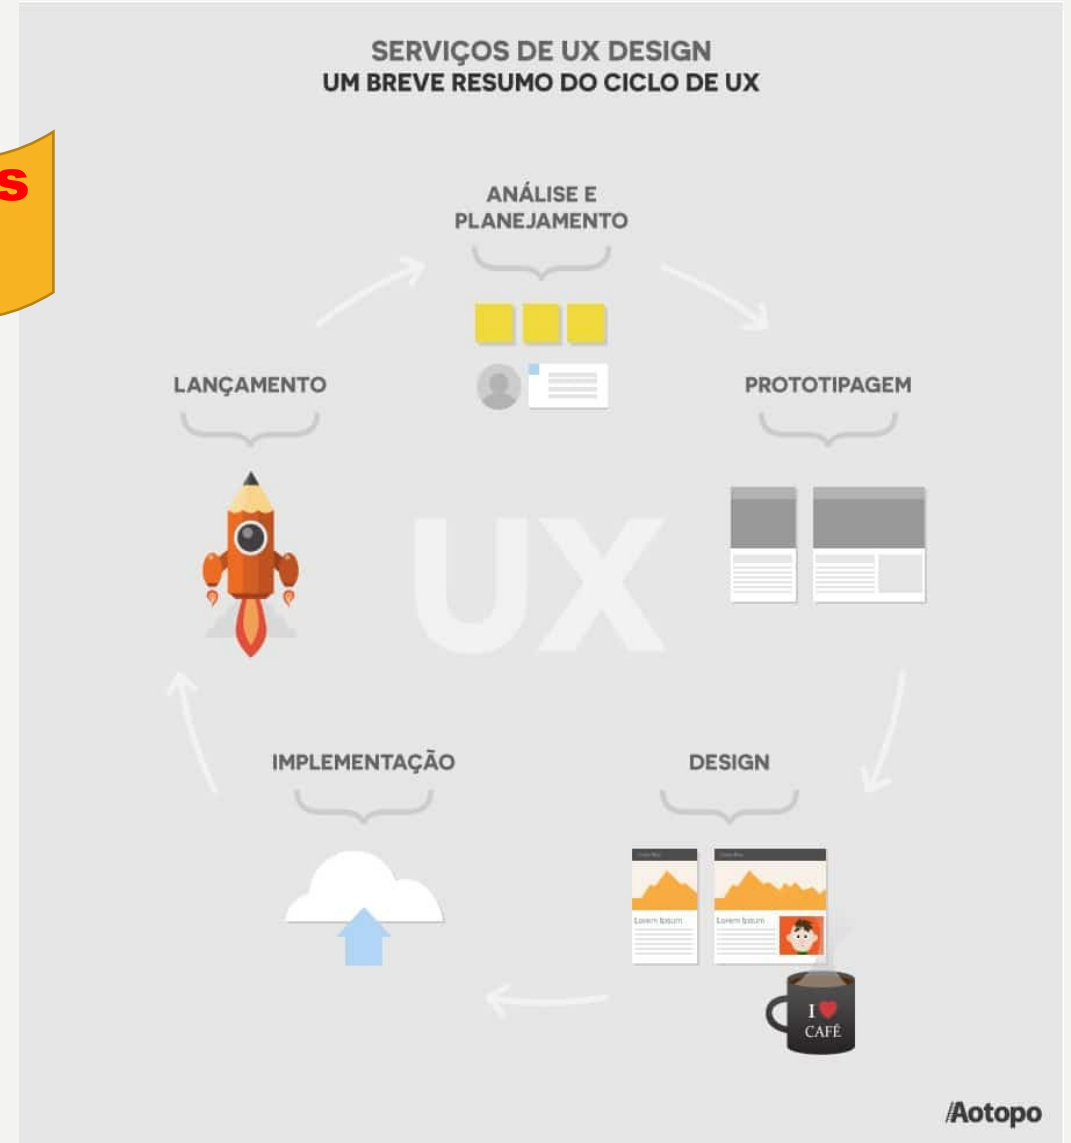 SERVIÇOS DE UX DESIGN
UM BREVE RESUMO DO CICLO DE UX
s
ANÁLISE E
PLANEJAMENTO
LANÇAMENTO
PROTOTIPAGEM
UX
IMPLEMENTAÇÃO
DESIGN
Lorem Ipsum
Lorem Ipsum
I ❤
CAFÉ
Aotopo